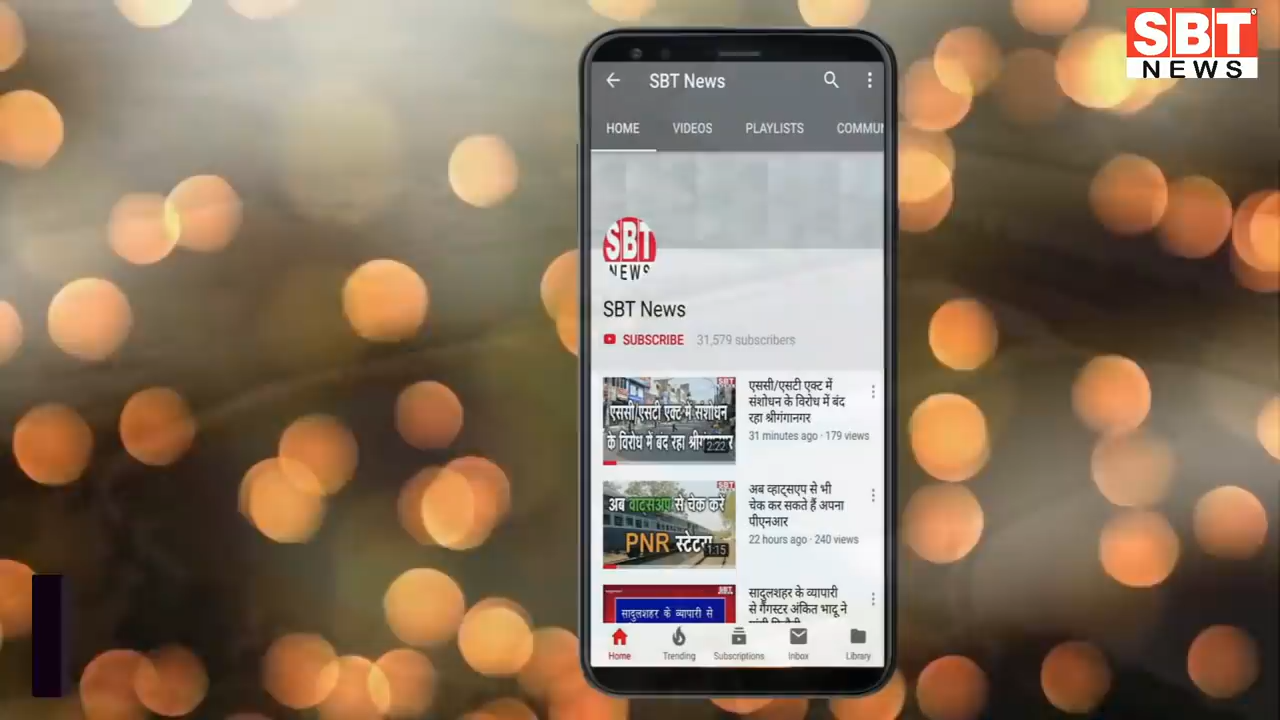 SBT
NEWS
SBT News
HOME VIDEOS PLAYLISTS COMMUN
SBT
NEWS
SBT News
SUBSCRIBE 31,579 subscribers
SBT
एससी/एसटी एक्ट में संशोधन
के विरोध में बंद रहा
2:22
एससी/एसटी एक्ट में
संशोधन के विरोध में बंद
रहा श्रीगंगानगर
31 minutes ago · 179 views
SBT
अब वाट्सअप से चेक करें
PNR स्टेटस
1:15
अब व्हाट्सएप से भी
चेक कर सकते हैं अपना
पीएनआर
22 hours ago · 240 views
सादुलशहर के व्यापारी से
सादुलशहर के व्यापारी
से गैंगस्टर अंकित भादू ने
Home Trending Subscriptions Inbox Library